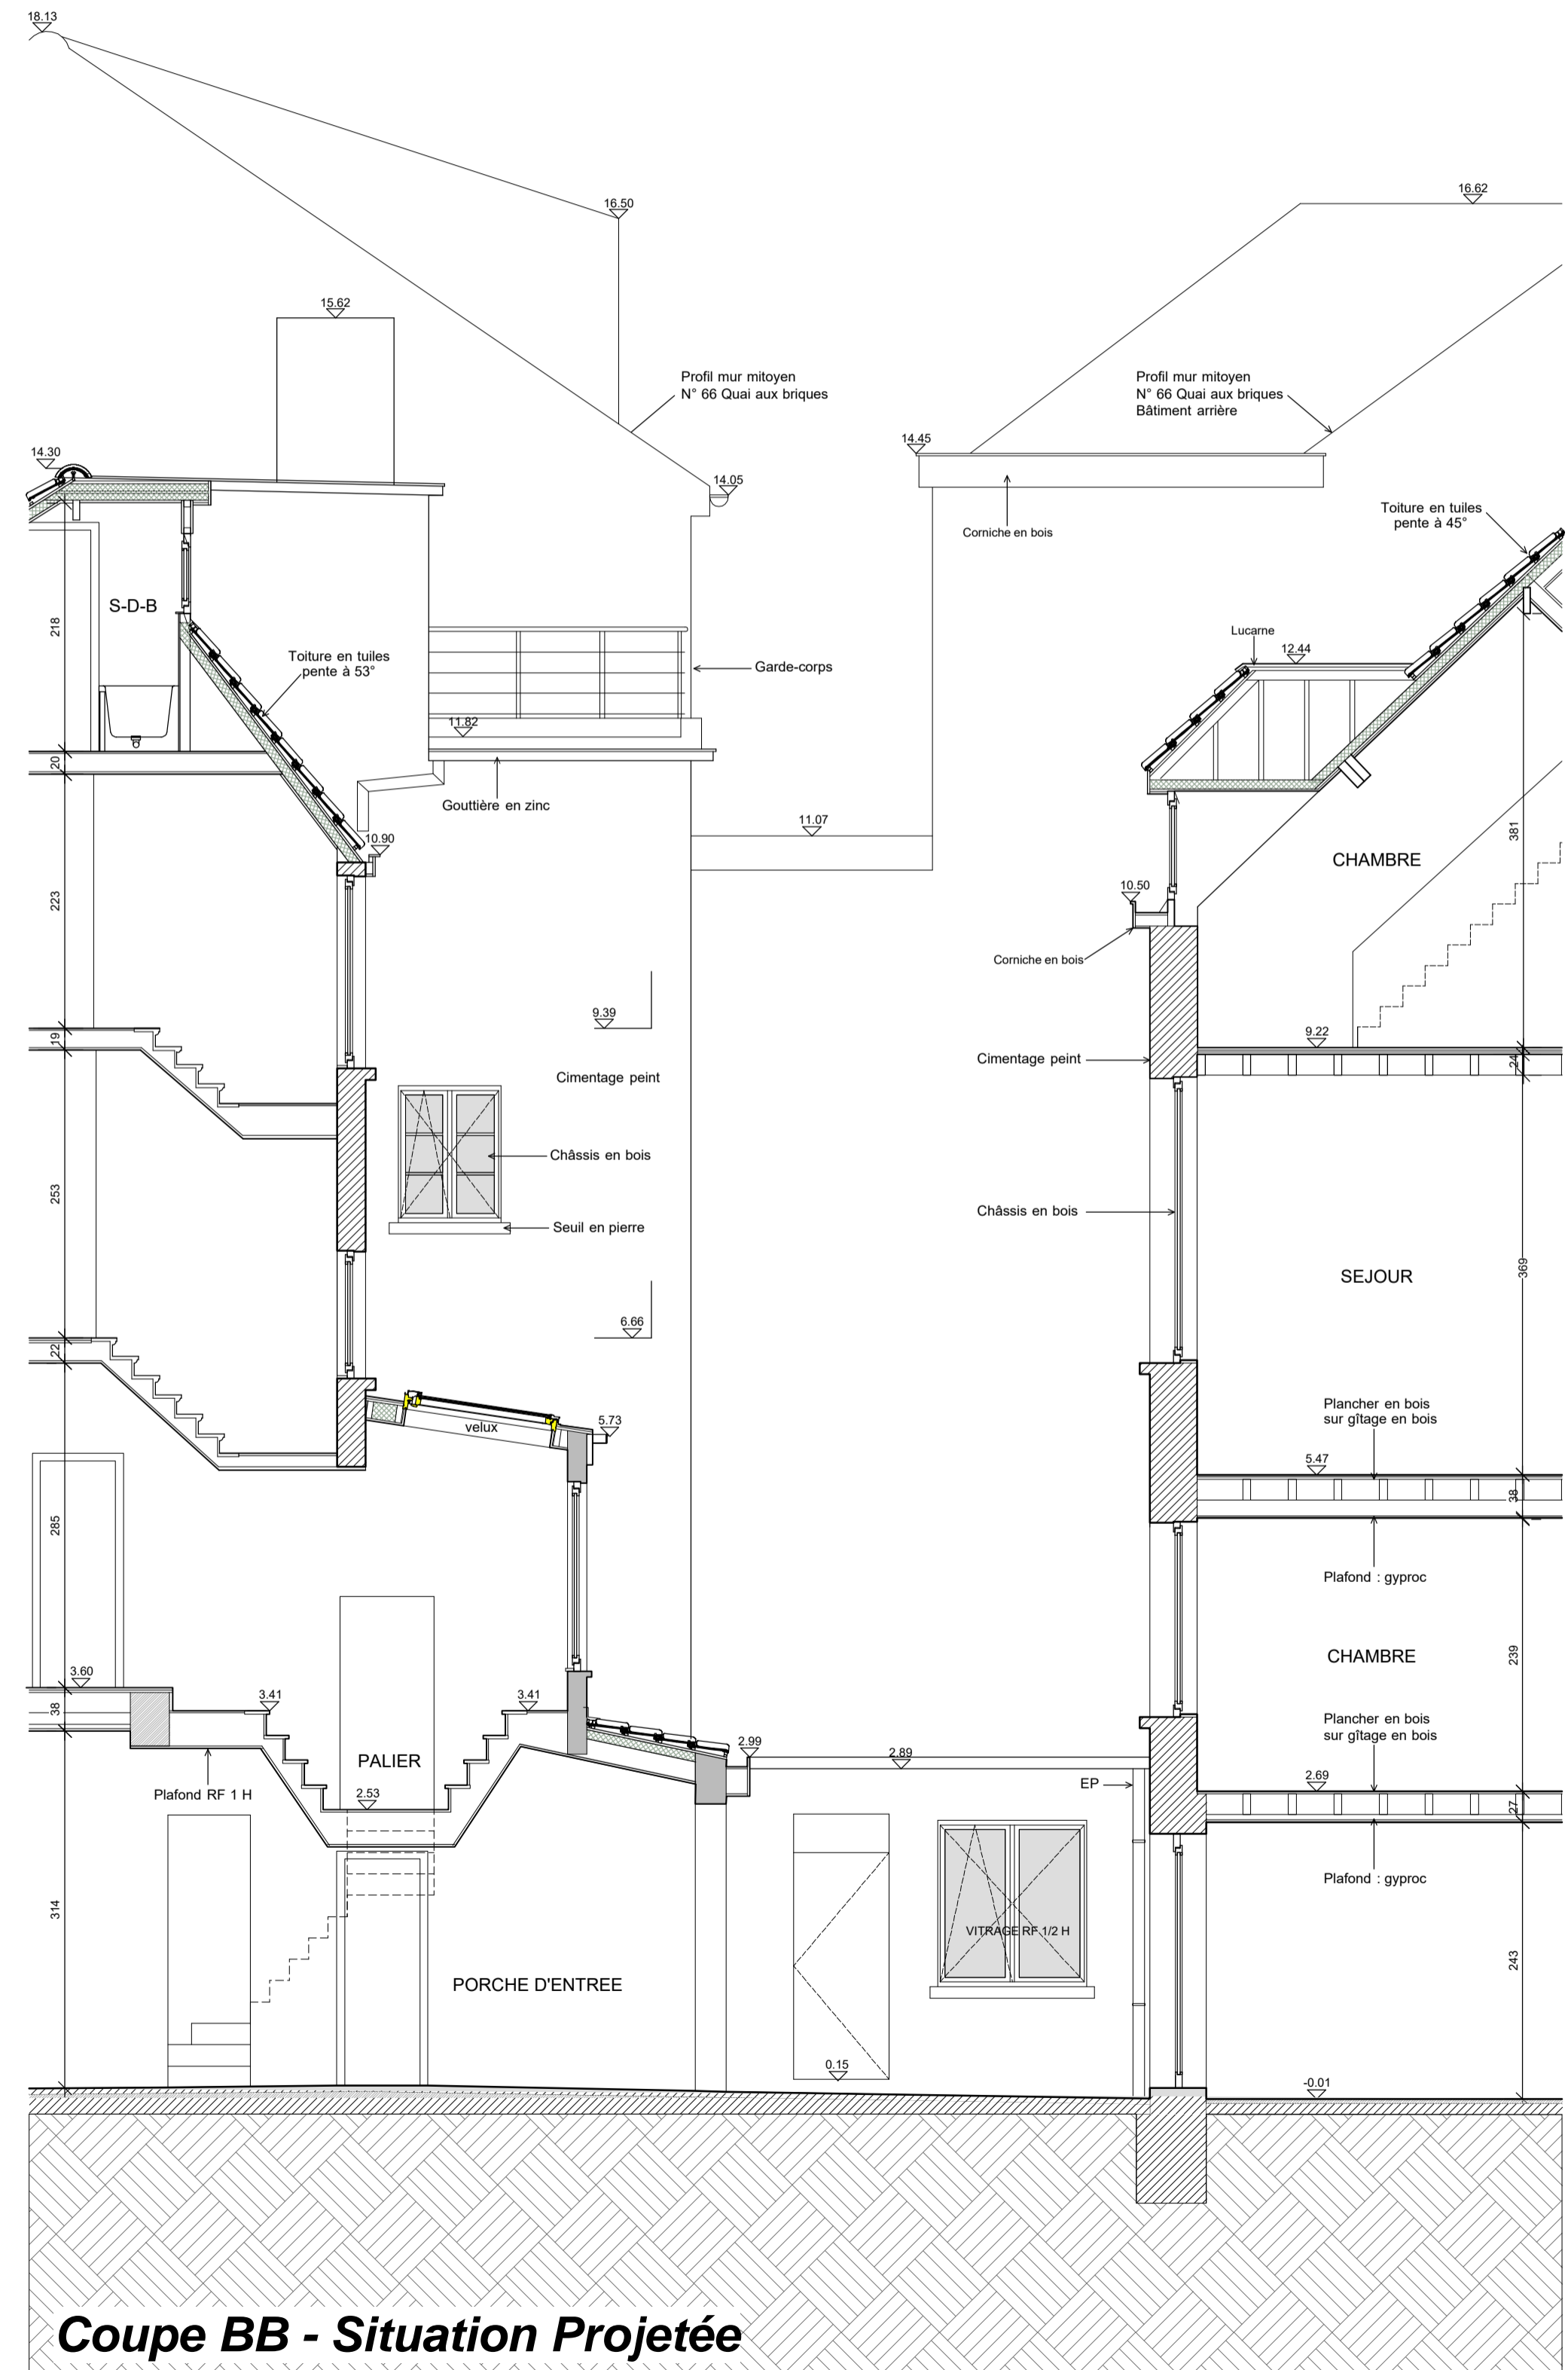 18.13
16.50
16.62
15.62
Profil mur mitoyen
N° 66 Quai aux briques
Profil mur mitoyen
N° 66 Quai aux briques
Bâtiment arrière
14.30
14.45
14.05
Corniche en bois
Toiture en tuiles
pente à 45°
S-D-B
218
Toiture en tuiles
pente à 53°
Garde-corps
Lucarne
12.44
11.82
20
Gouttière en zinc
10.90
11.07
381
CHAMBRE
223
10.50
Corniche en bois
9.39
9.22
19
Cimentage peint
Cimentage peint
24
Châssis en bois
253
Châssis en bois
Seuil en pierre
SEJOUR
369
6.66
22
velux
5.73
Plancher en bois
sur gîtage en bois
5.47
38
285
Plafond : gyproc
CHAMBRE
239
3.60
3.41
3.41
38
PALIER
Plafond RF 1 H
2.53
2.99
2.89
EP
Plancher en bois
sur gîtage en bois
2.69
27
Plafond : gyproc
314
VITRAGE RF 1/2 H
PORCHE D'ENTREE
243
0.15
-0.01
Coupe BB - Situation Projetée